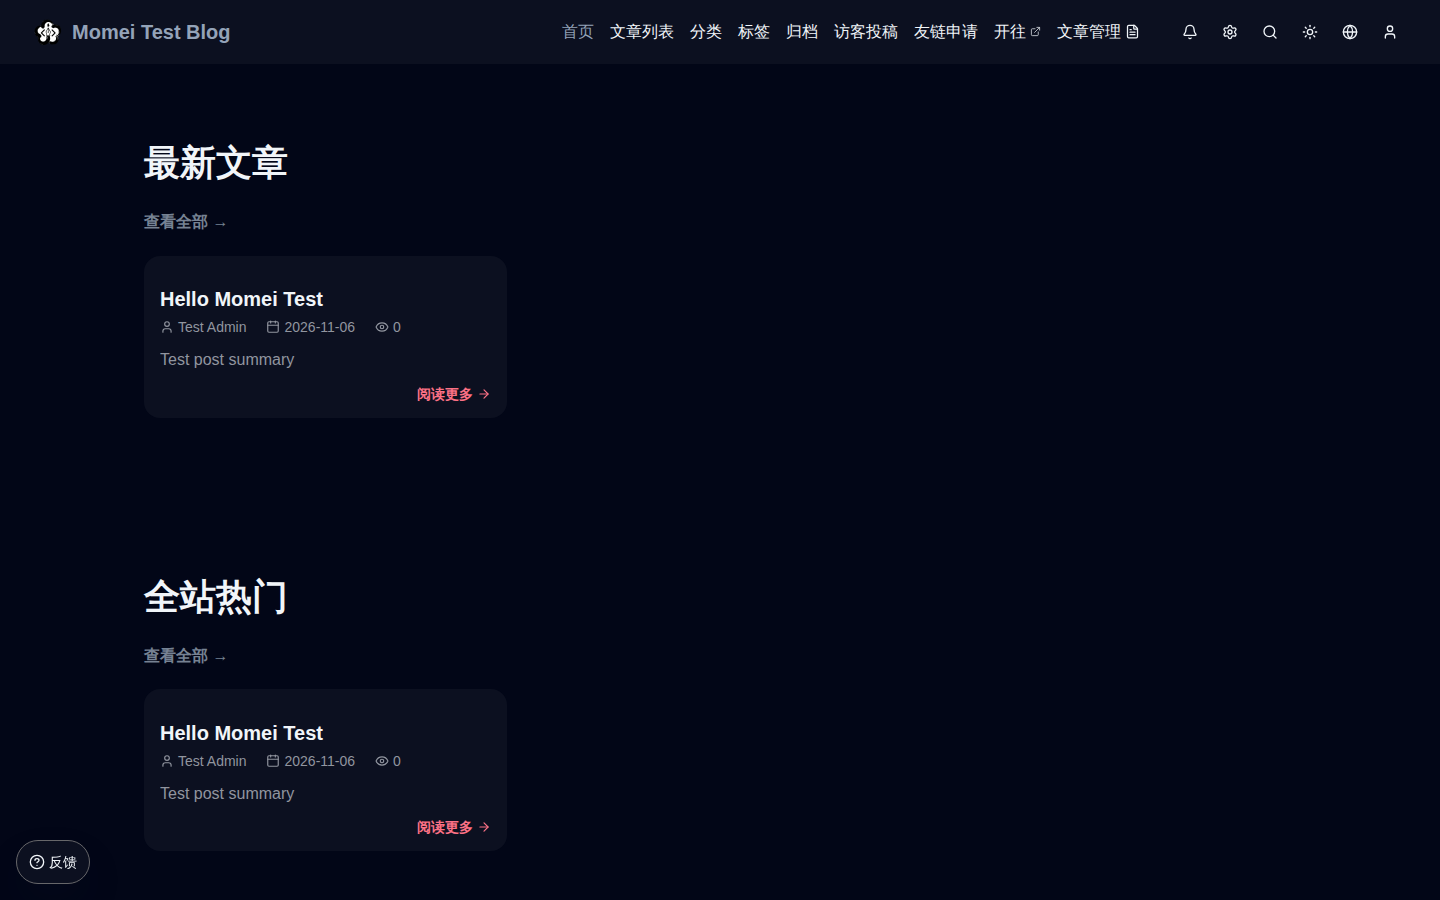 Momei Test Blog
首页 文章列表 分类 标签 归档 访客投稿 友链申请 开往 文章管理
最新文章
查看全部 →
Hello Momei Test
Test Admin 2026-11-06 0
Test post summary
阅读更多 →
全站热门
查看全部 →
Hello Momei Test
Test Admin 2026-11-06 0
Test post summary
阅读更多 →
反馈